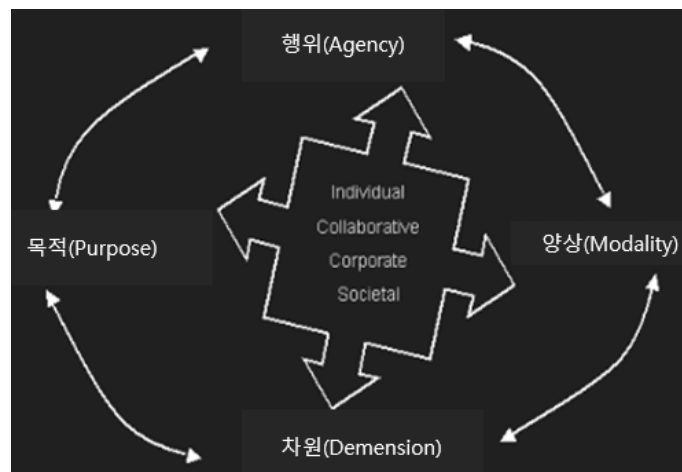 행위(Agency)
Individual
Collaborative
Corporate
Societal
목적(Purpose)
양상(Modality)
차원(Demension)